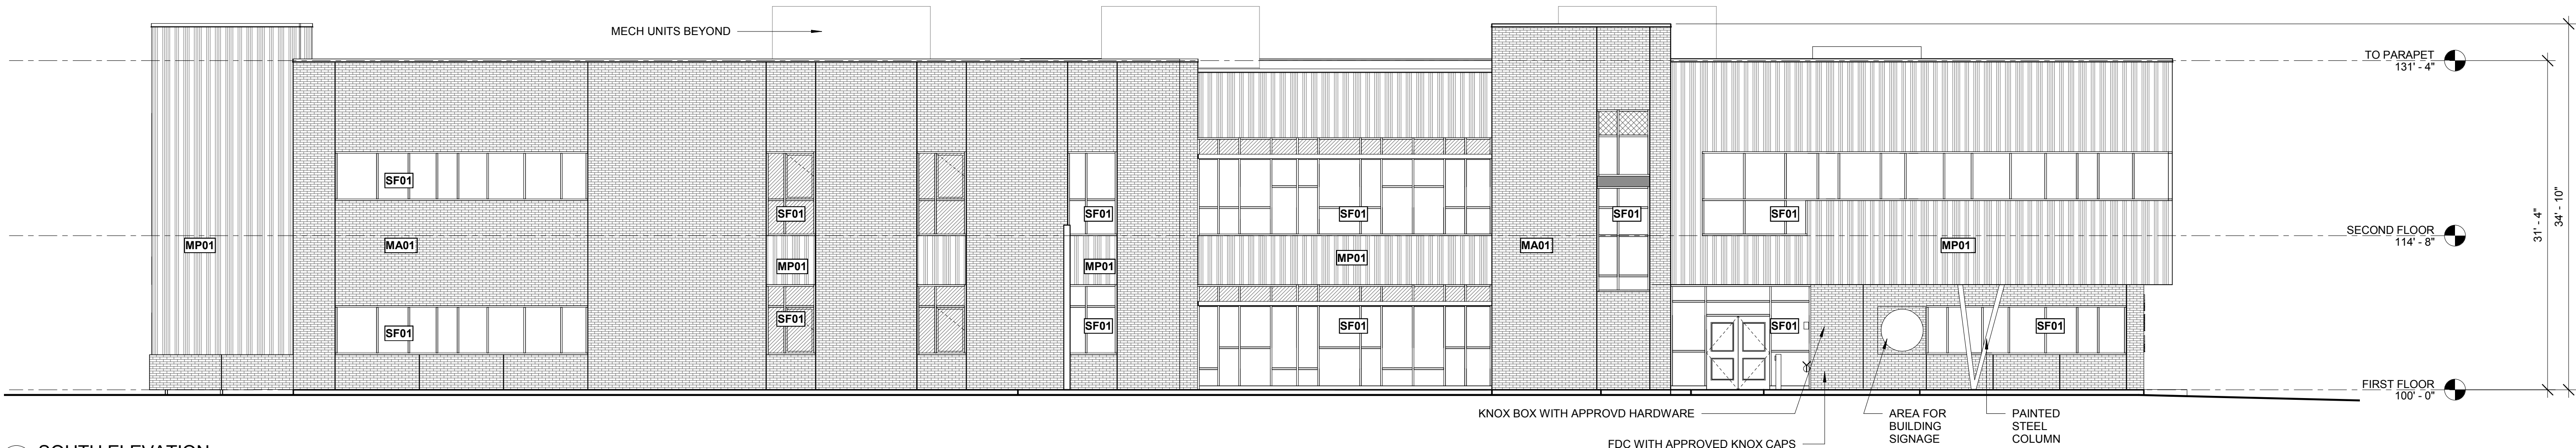 MECH UNITS BEYOND
TO PARAPET
131' - 4"
SF01
SF01
SF01
SF01
SF01
SF01
MP01
MA01
MA01
MP01
SECOND FLOOR
114' - 8"
31' - 4"
34' - 10"
MP01
MP01
MP01
SF01
SF01
SF01
SF01
SF01
SF01
FIRST FLOOR
100' - 0"
KNOX BOX WITH APPROVD HARDWARE
AREA FOR
BUILDING
SIGNAGE
PAINTED
STEEL
COLUMN
FDC WITH APPROVED KNOX CAPS
SOUTH ELEVATION